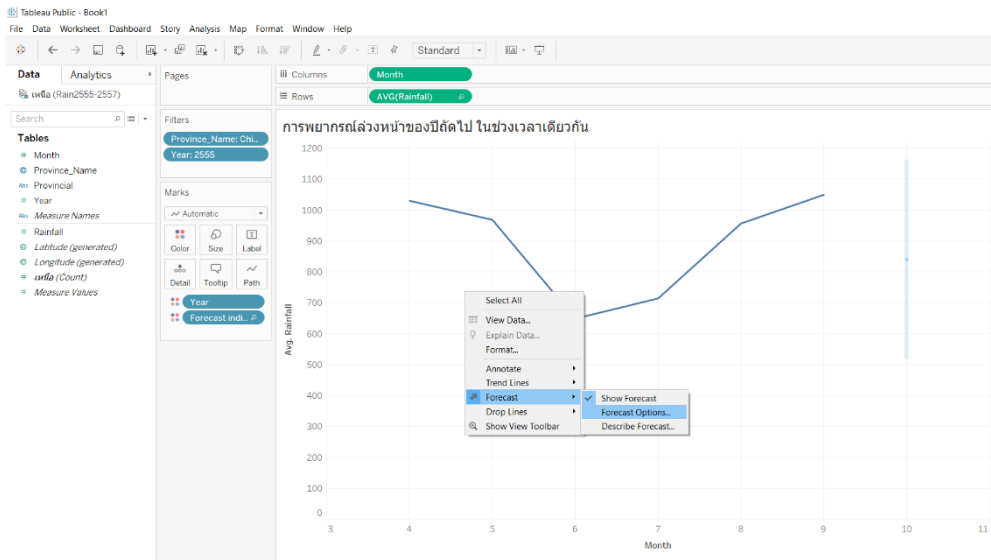 Tableau Public - Book1
File Data Worksheet Dashboard Story Analysis Map Format Window Help
Standard
Data Analytics
Pages
Columns Month
เหนือ (Rain2555-2557)
Rows AVG(Rainfall)
Search
Filters
Tables
Province_Name: Chi..
Year: 2555
Month
Province_Name
Abc Provincial
Year
Abc Measure Names
Rainfall
Latitude (generated)
Longitude (generated)
เหนือ (Count)
Measure Values
Marks
Automatic
Color Size Label
Detail Tooltip Path
Year
Forecast indi..
การพยากรณ์ล่วงหน้าของปีถัดไป ในช่วงเวลาเดียวกัน
1200
1100
1000
900
800
700
600
500
400
300
200
100
0
Avg. Rainfall
3 4 5 6 7 8 9 10 11
Month
Select All
View Data...
Explain Data...
Format...
Annotate
Trend Lines
Forecast
Drop Lines
Show View Toolbar
Show Forecast
Forecast Options...
Describe Forecast...